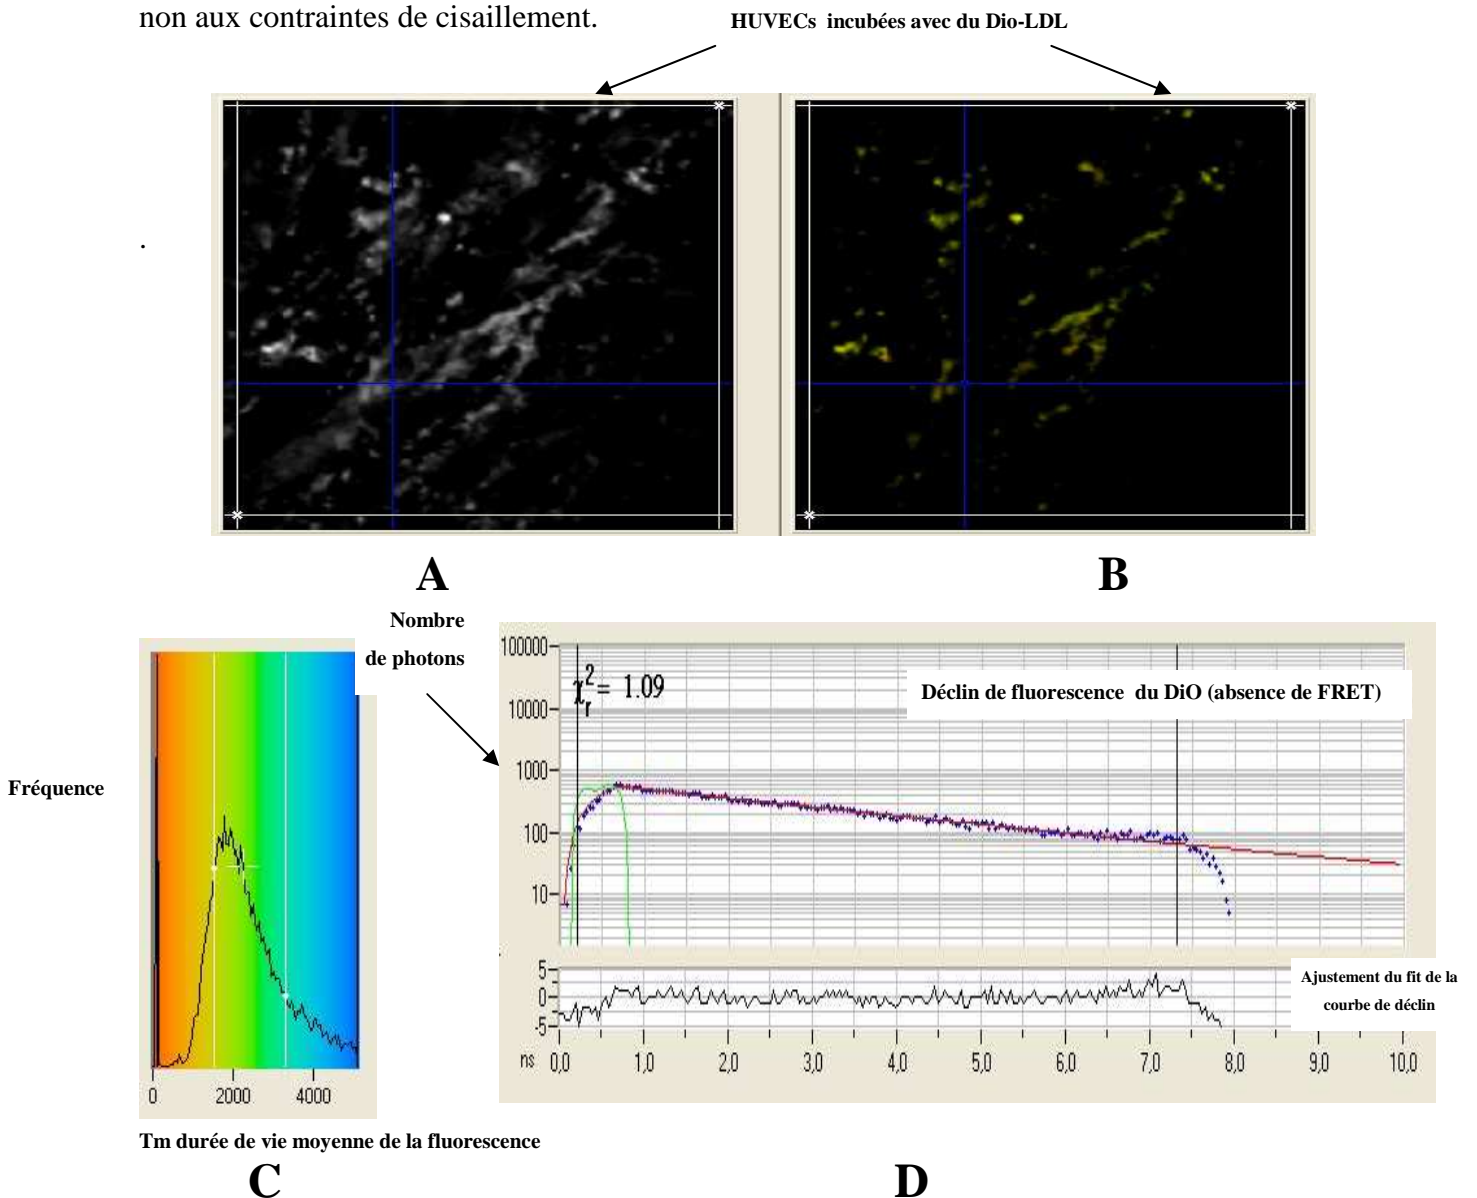 non aux contraintes de cisaillement.
HUVECs incubées avec du Dio-LDL
.
A
B
Nombre
de photons
Fréquence
0
2000
4000
Tm durée de vie moyenne de la fluorescence
C
100000
10000
1000
100
10
χ²r = 1.09
Déclin de fluorescence du DiO (absence de FRET)
5
0
-5
Ajustement du fit de la
courbe de déclin
ns 0,0 1,0 2,0 3,0 4,0 5,0 6,0 7,0 8,0 9,0 10,0
D